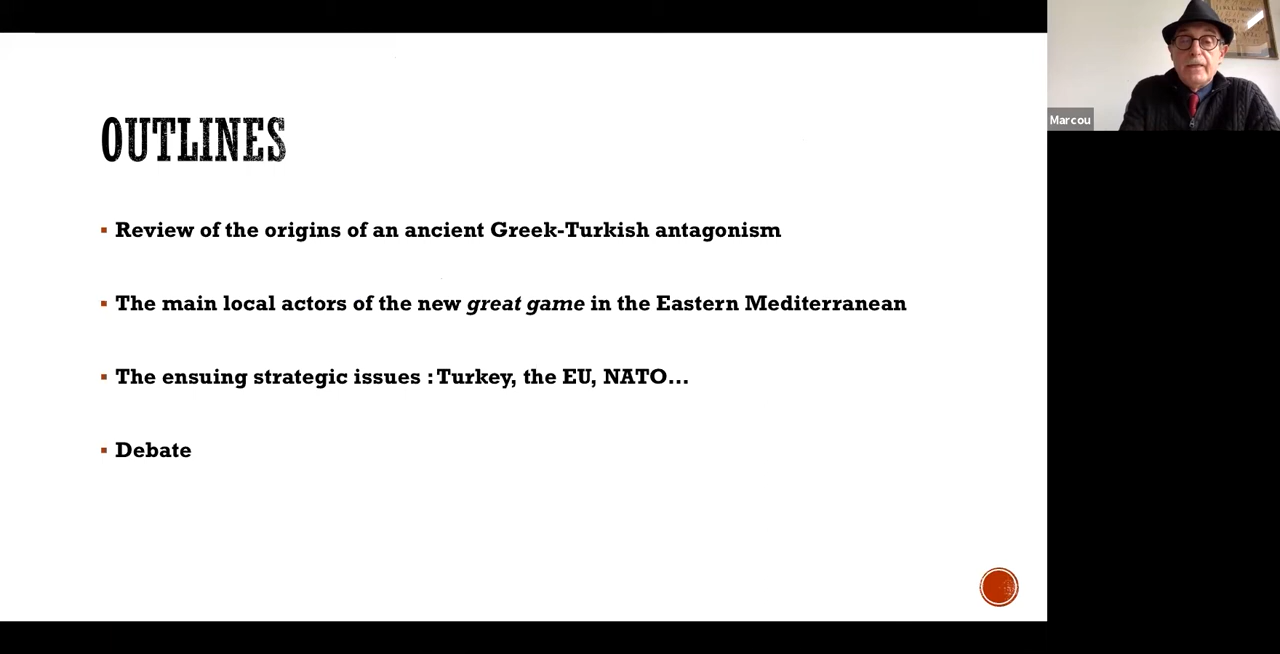 OUTLINES
Review of the origins of an ancient Greek-Turkish antagonism
The main local actors of the new great game in the Eastern Mediterranean
The ensuing strategic issues : Turkey, the EU, NATO...
Debate
Marcou